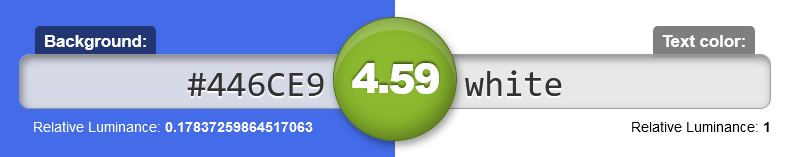 Background:
Text color:
#446CE9
4.59
white
Relative Luminance: 0.17837259864517063
Relative Luminance: 1